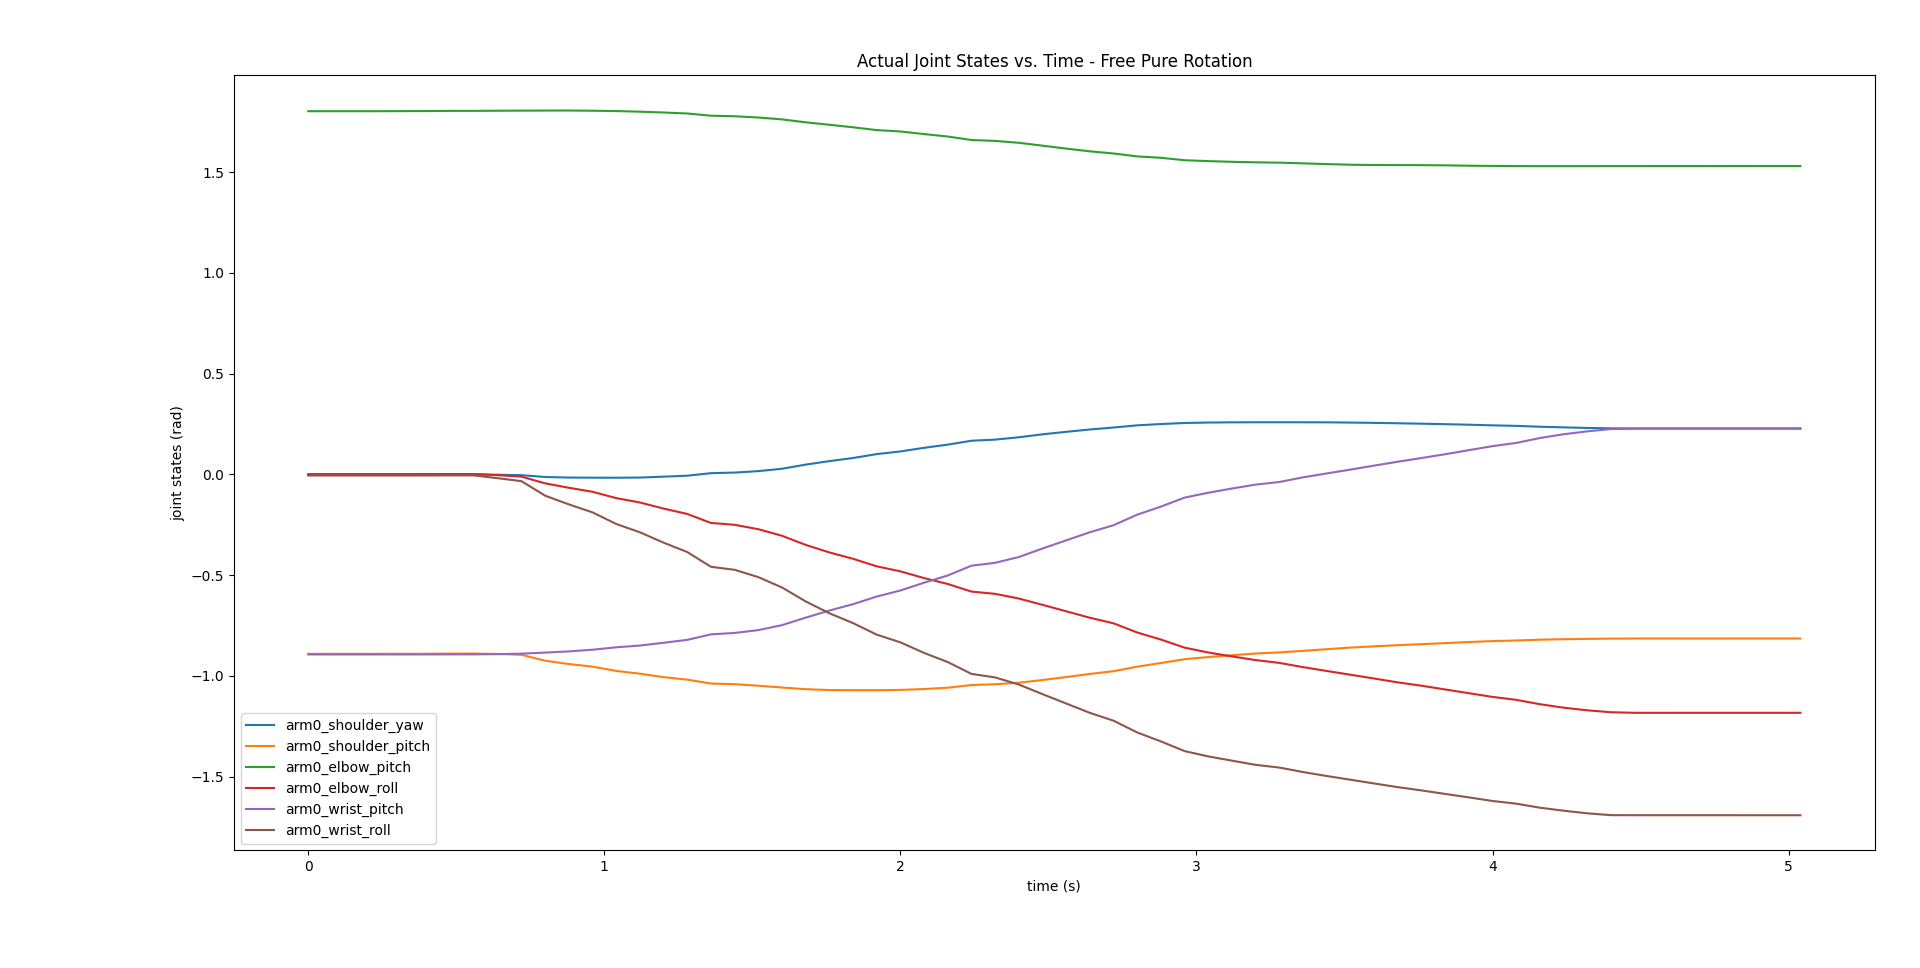 Actual Joint States vs. Time - Free Pure Rotation
joint states (rad)
1.5
1.0
0.5
0.0
−0.5
−1.0
−1.5
arm0_shoulder_yaw
arm0_shoulder_pitch
arm0_elbow_pitch
arm0_elbow_roll
arm0_wrist_pitch
arm0_wrist_roll
0 1 2 3 4 5
time (s)